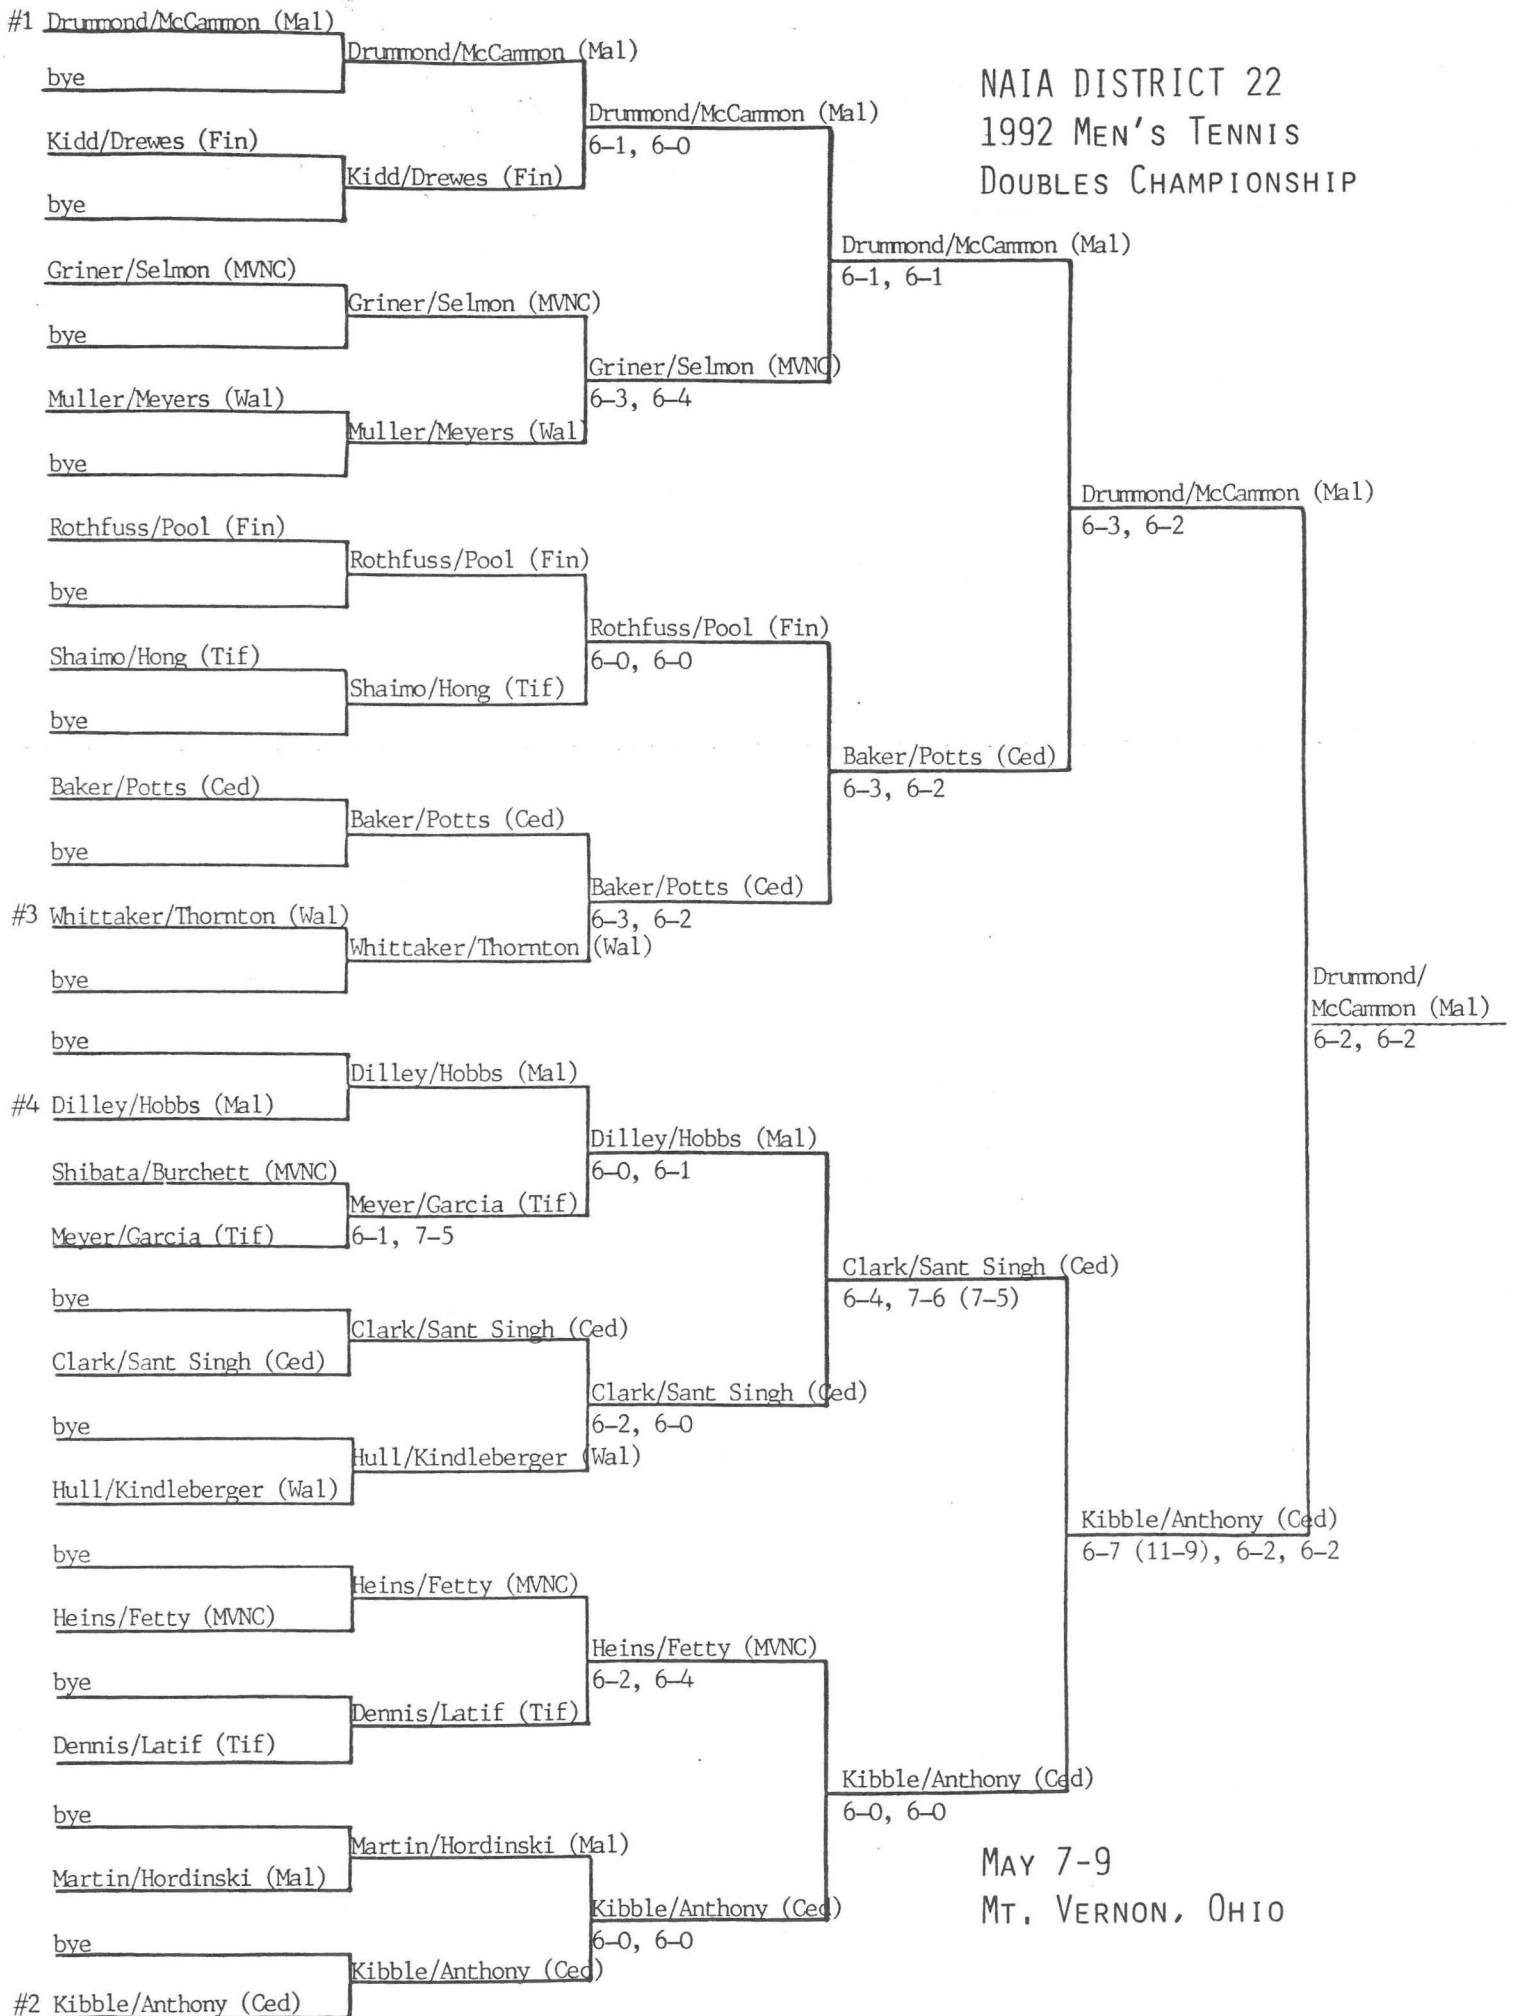 NAIA DISTRICT 22
1992 MEN'S TENNIS
DOUBLES CHAMPIONSHIP
#1 Drummond/McCammon (Mal)
bye
Kidd/Drewes (Fin)
bye
Griner/Selmon (MVNC)
bye
Muller/Meyers (Wal)
bye
Rothfuss/Pool (Fin)
bye
Shaimo/Hong (Tif)
bye
Baker/Potts (Ced)
bye
#3 Whittaker/Thornton (Wal)
bye
bye
#4 Dilley/Hobbs (Mal)
Shibata/Burchett (MVNC)
Meyer/Garcia (Tif)
bye
Clark/Sant Singh (Ced)
bye
Hull/Kindleberger (Wal)
bye
Heins/Fetty (MVNC)
bye
Dennis/Latif (Tif)
bye
Martin/Hordinski (Mal)
bye
#2 Kibble/Anthony (Ced)
Drummond/McCammon (Mal)
Kidd/Drewes (Fin)
Griner/Selmon (MVNC)
Muller/Meyers (Wal)
Rothfuss/Pool (Fin)
Shaimo/Hong (Tif)
Baker/Potts (Ced)
Whittaker/Thornton (Wal)
Dilley/Hobbs (Mal)
Meyer/Garcia (Tif)
6-1, 7-5
Clark/Sant Singh (Ced)
Hull/Kindleberger (Wal)
Heins/Fetty (MVNC)
Dennis/Latif (Tif)
Martin/Hordinski (Mal)
Kibble/Anthony (Ced)
Drummond/McCammon (Mal)
6-1, 6-0
Griner/Selmon (MVNC)
6-3, 6-4
Rothfuss/Pool (Fin)
6-0, 6-0
Baker/Potts (Ced)
6-3, 6-2
Dilley/Hobbs (Mal)
6-0, 6-1
Clark/Sant Singh (Ced)
6-2, 6-0
Heins/Fetty (MVNC)
6-2, 6-4
Kibble/Anthony (Ced)
6-0, 6-0
Drummond/McCammon (Mal)
6-1, 6-1
Baker/Potts (Ced)
6-3, 6-2
Clark/Sant Singh (Ced)
6-4, 7-6 (7-5)
Kibble/Anthony (Ced)
6-0, 6-0
Drummond/McCammon (Mal)
6-3, 6-2
Kibble/Anthony (Ced)
6-7 (11-9), 6-2, 6-2
Drummond/
McCammon (Mal)
6-2, 6-2
MAY 7-9
MT. VERNON, OHIO